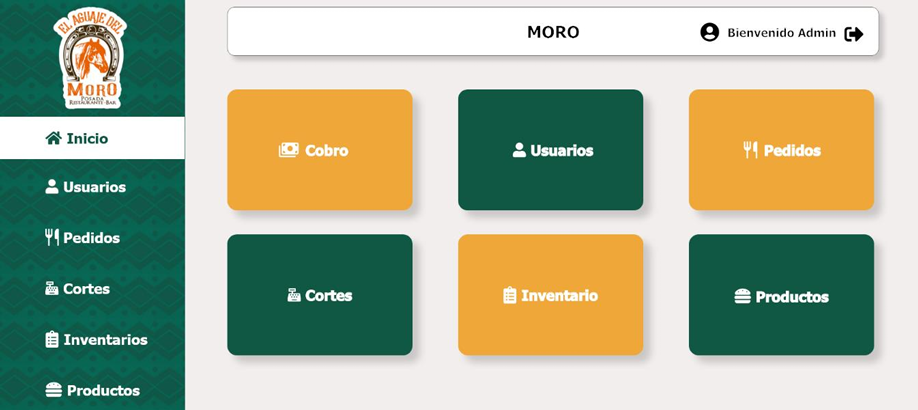 EL AGUAJE DEL
MORO
POSADA
RESTAURANTE-BAR
Inicio
Usuarios
Pedidos
Cortes
Inventarios
Productos
MORO
Bienvenido Admin
Cobro
Usuarios
Pedidos
Cortes
Inventario
Productos